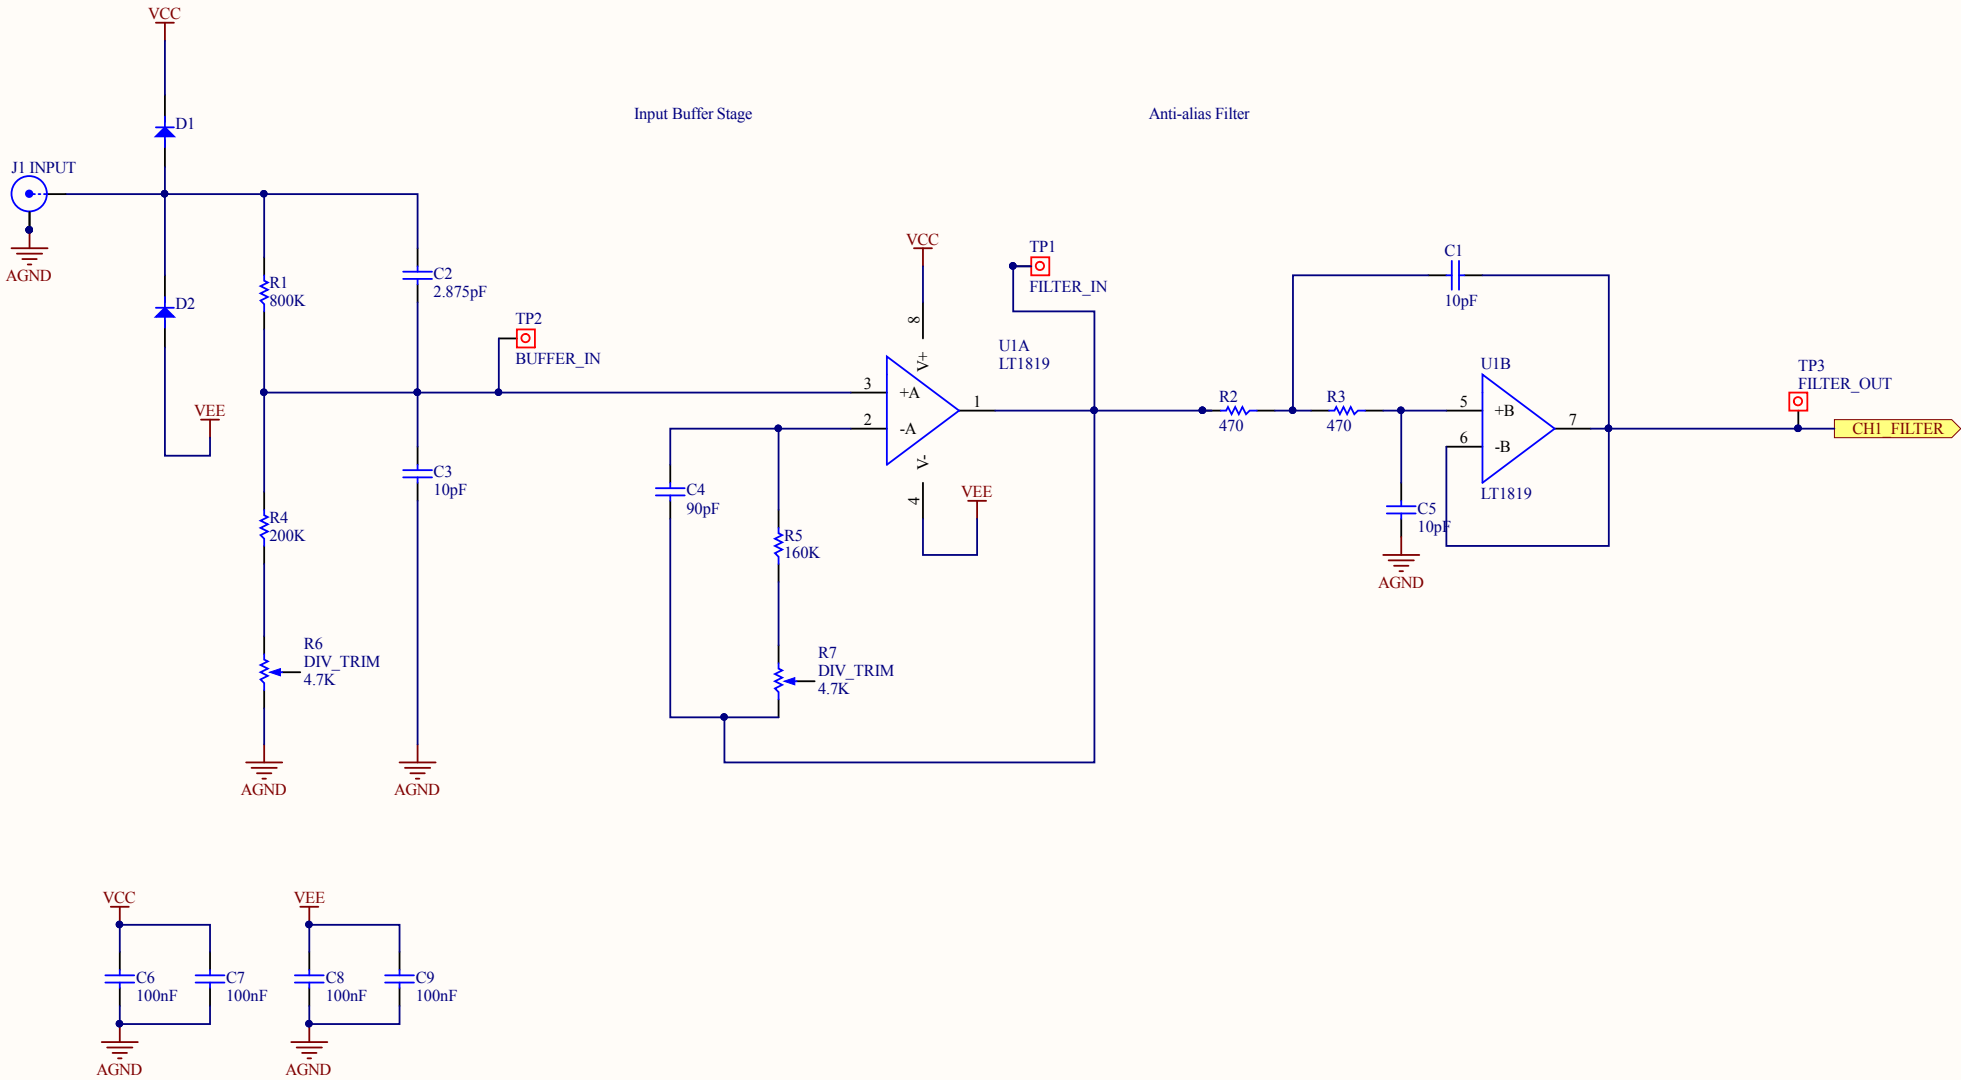 VCC
Input Buffer Stage
Anti-alias Filter
D1
J1 INPUT
AGND
R1
800K
C2
2.875pF
D2
VEE
TP2
BUFFER_IN
VCC
8
V+
TP1
FILTER_IN
U1A
LT1819
3
+A
1
2
-A
V-
4
VEE
C1
10pF
R2
470
R3
470
U1B
5
+B
7
6
-B
LT1819
TP3
FILTER_OUT
CH1_FILTER
C5
10pF
AGND
C3
10pF
C4
90pF
R4
200K
R5
160K
R6
DIV_TRIM
4.7K
R7
DIV_TRIM
4.7K
AGND
AGND
VCC
VEE
C6
100nF
C7
100nF
C8
100nF
C9
100nF
AGND
AGND